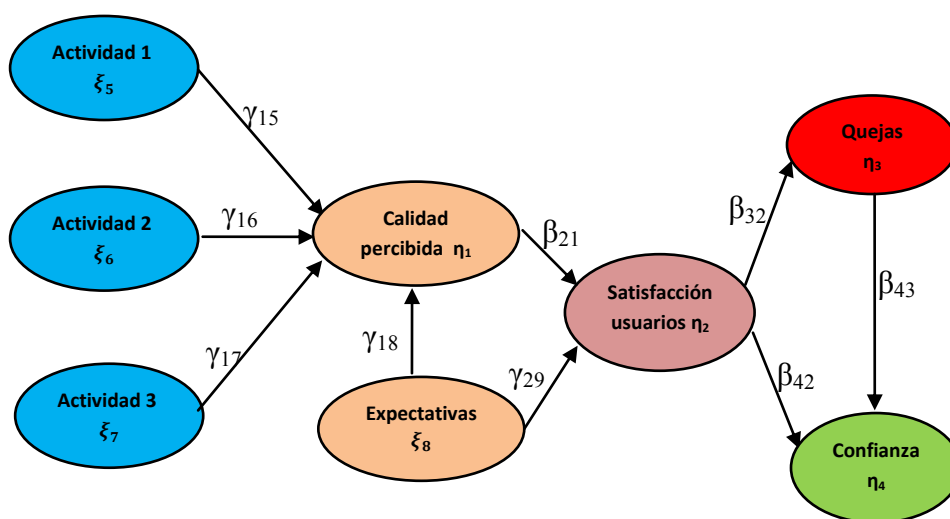 Actividad 1
ξ₅
γ₁₅
Quejas
η₃
Actividad 2
ξ₆
γ₁₆
Calidad
percibida η₁
β₂₁
β₃₂
Satisfacción
usuarios η₂
β₄₃
γ₁₇
γ₁₈
γ₂₉
β₄₂
Actividad 3
ξ₇
Expectativas
ξ₈
Confianza
η₄